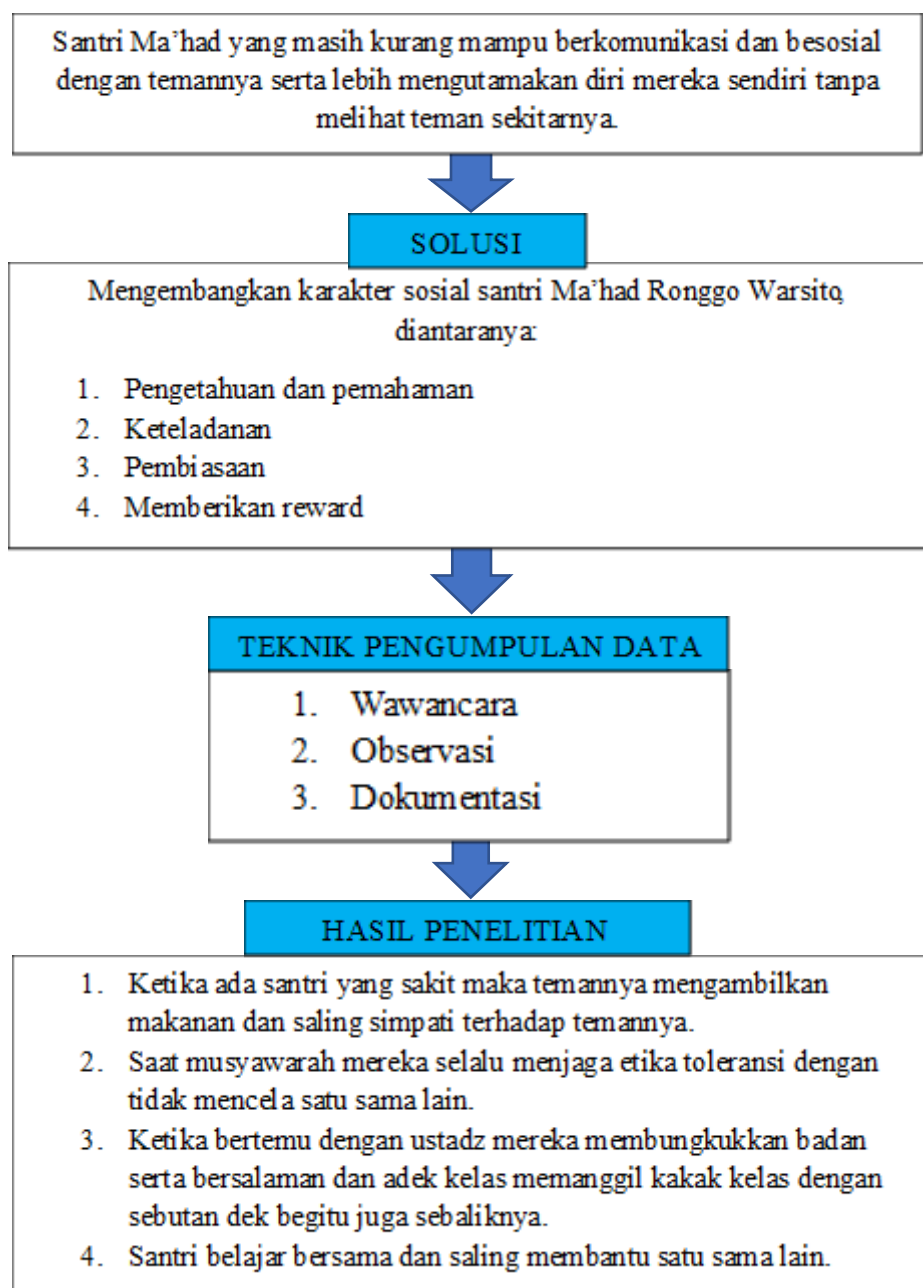 Santri Ma’had yang masih kurang mampu berkomunikasi dan besosial
dengan temannya serta lebih mengutamakan diri mereka sendiri tanpa
melihat teman sekitarnya.
SOLUSI
Mengembangkan karakter sosial santri Ma’had Ronggo Warsito,
diantaranya:
1. Pengetahuan dan pemahaman
2. Keteladanan
3. Pembiasaan
4. Memberikan reward
TEKNIK PENGUMPULAN DATA
1. Wawancara
2. Observasi
3. Dokumentasi
HASIL PENELITIAN
1. Ketika ada santri yang sakit maka temannya mengambilkan
makanan dan saling simpati terhadap temannya.
2. Saat musyawarah mereka selalu menjaga etika toleransi dengan
tidak mencela satu sama lain.
3. Ketika bertemu dengan ustadz mereka membungkukkan badan
serta bersalaman dan adek kelas memanggil kakak kelas dengan
sebutan dek begitu juga sebaliknya.
4. Santri belajar bersama dan saling membantu satu sama lain.